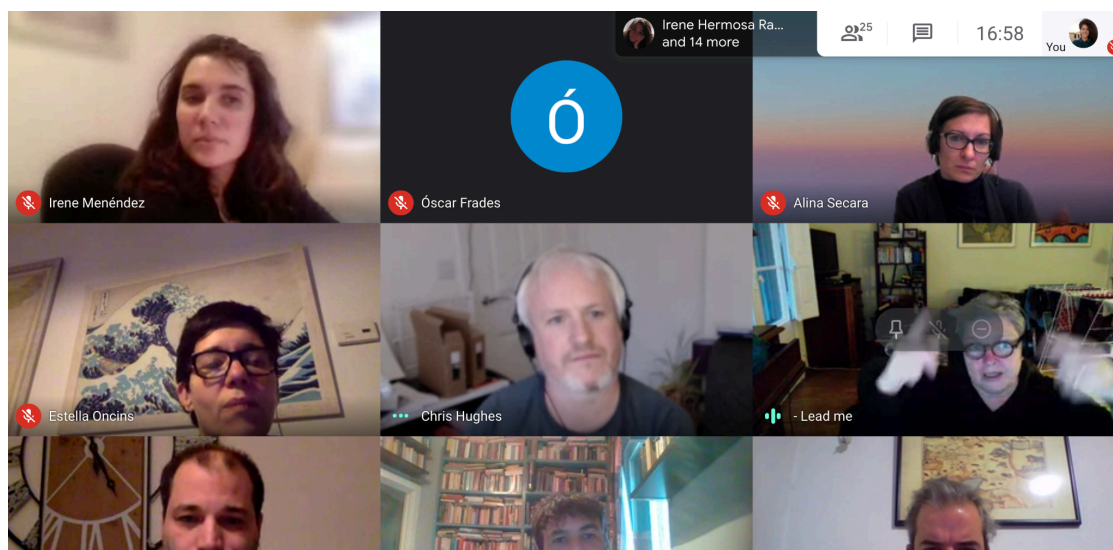 Irene Hermosa Ra...
and 14 more
25
16:58
You
Ó
Irene Menéndez
Óscar Frades
Alina Secara
Estella Oncins
Chris Hughes
- Lead me